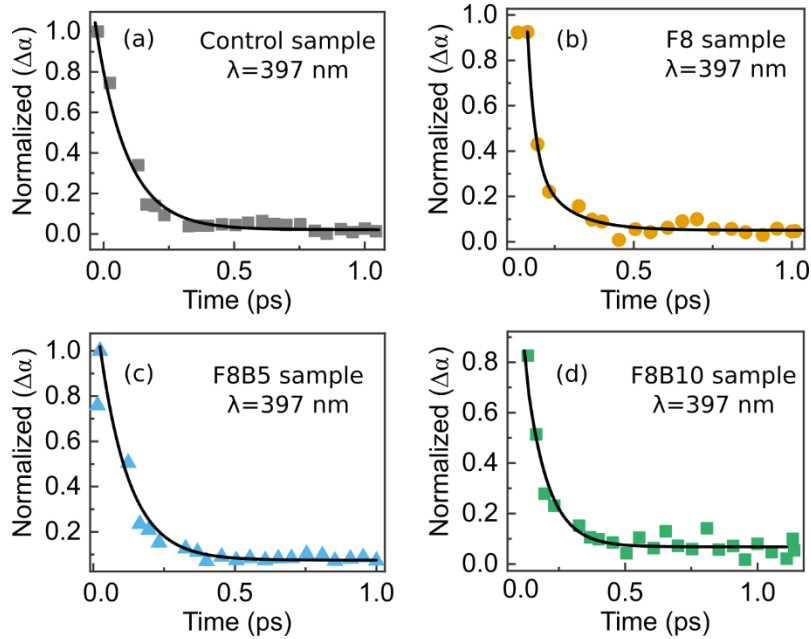 (a)
Control sample
λ=397 nm
Normalized (Δα)
1.0
0.8
0.6
0.4
0.2
0.0
0.0
0.5
1.0
Time (ps)
(b)
F8 sample
λ=397 nm
Normalized (Δα)
1.0
0.8
0.6
0.4
0.2
0.0
0.0
0.5
1.0
Time (ps)
(c)
F8B5 sample
λ=397 nm
Normalized (Δα)
1.0
0.8
0.6
0.4
0.2
0.0
0.0
0.5
1.0
Time (ps)
(d)
F8B10 sample
λ=397 nm
Normalized (Δα)
1.0
0.8
0.6
0.4
0.2
0.0
0.0
0.5
1.0
Time (ps)